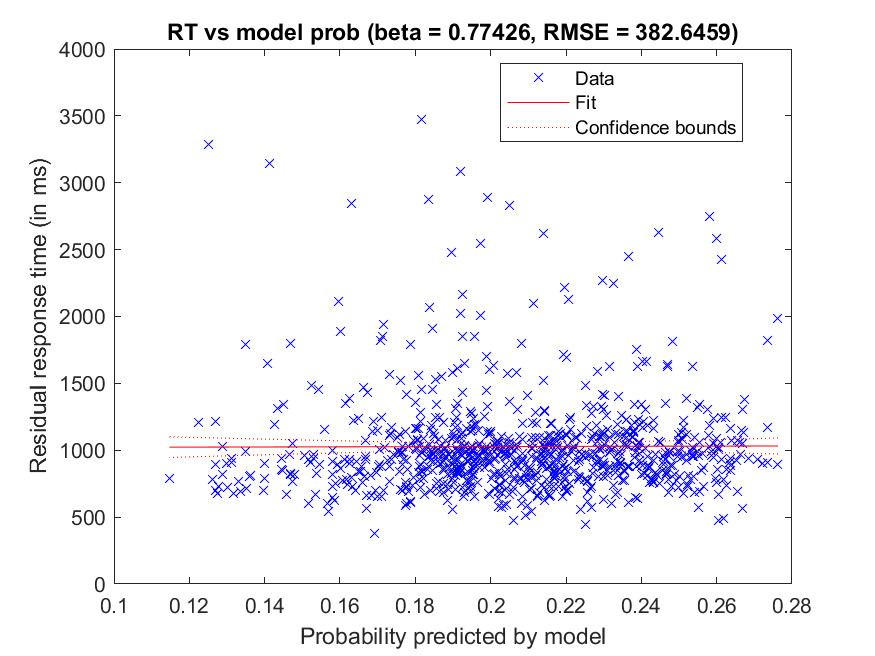 RT vs model prob (beta = 0.77426, RMSE = 382.6459)
4000
3500
3000
2500
2000
1500
1000
500
0
Residual response time (in ms)
Data
Fit
Confidence bounds
0.1 0.12 0.14 0.16 0.18 0.2 0.22 0.24 0.26 0.28
Probability predicted by model